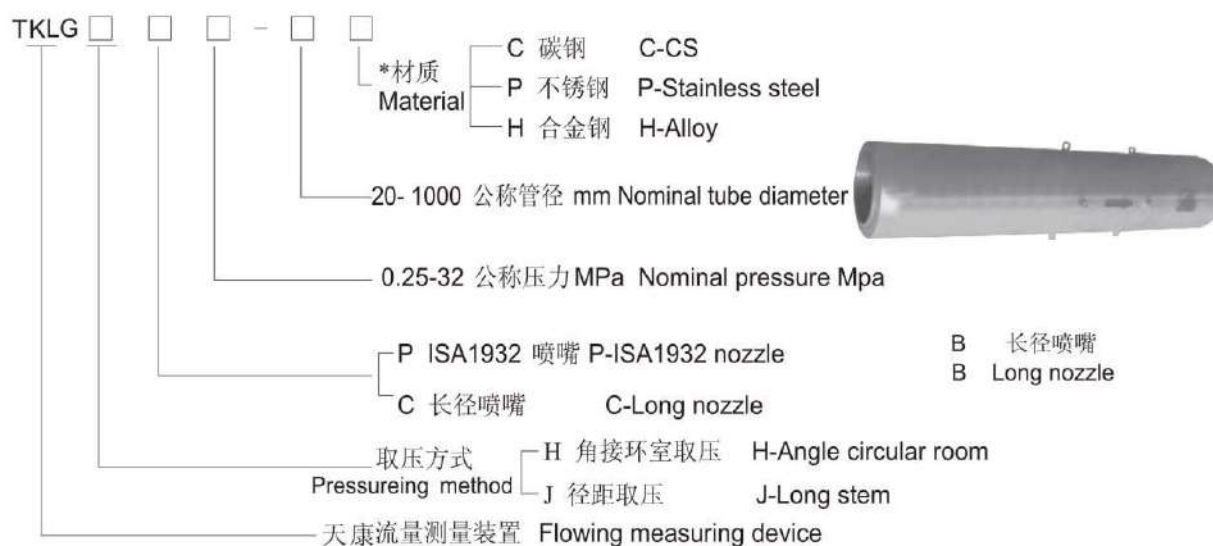 TKLG□ □ □ - □ □
*材质
Material
C 碳钢 C-CS
P 不锈钢 P-Stainless steel
H 合金钢 H-Alloy
20- 1000 公称管径 mm Nominal tube diameter
0.25-32 公称压力 MPa Nominal pressure Mpa
P ISA1932 喷嘴 P-ISA1932 nozzle
C 长径喷嘴 C-Long nozzle
B 长径喷嘴
B Long nozzle
取压方式
Pressureing method
H 角接环室取压 H-Angle circular room
J 径距取压 J-Long stem
天康流量测量装置 Flowing measuring device